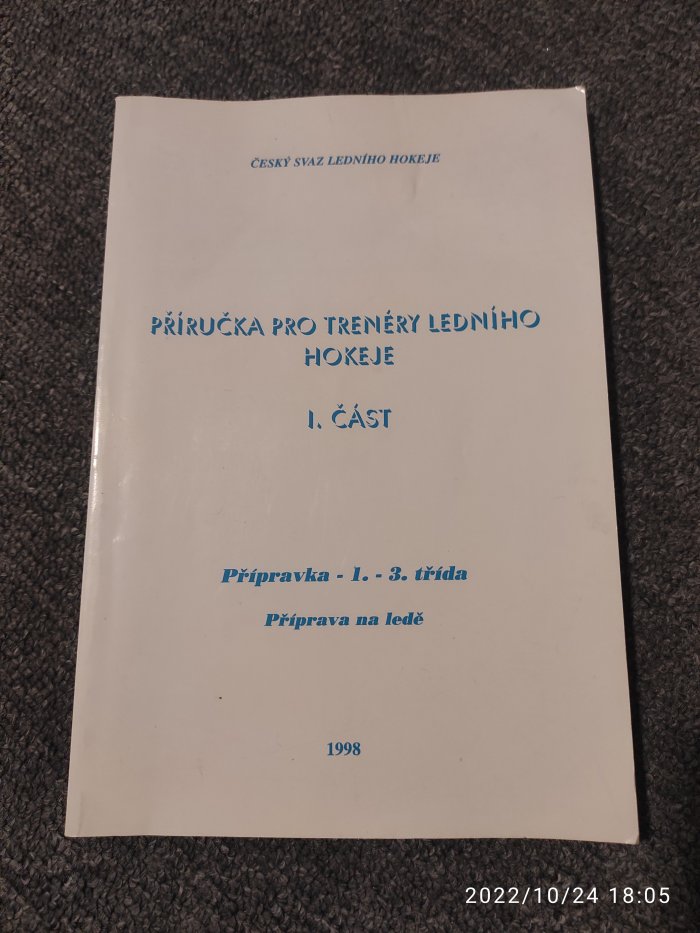 ČESKÝ SVAZ LEDNÍHO HOKEJE
PŘÍRUČKA PRO TRENÉRY LEDNÍHO
HOKEJE
I. ČÁST
Přípravka - 1. - 3. třída
Příprava na ledě
1998
2022/10/24 18:05